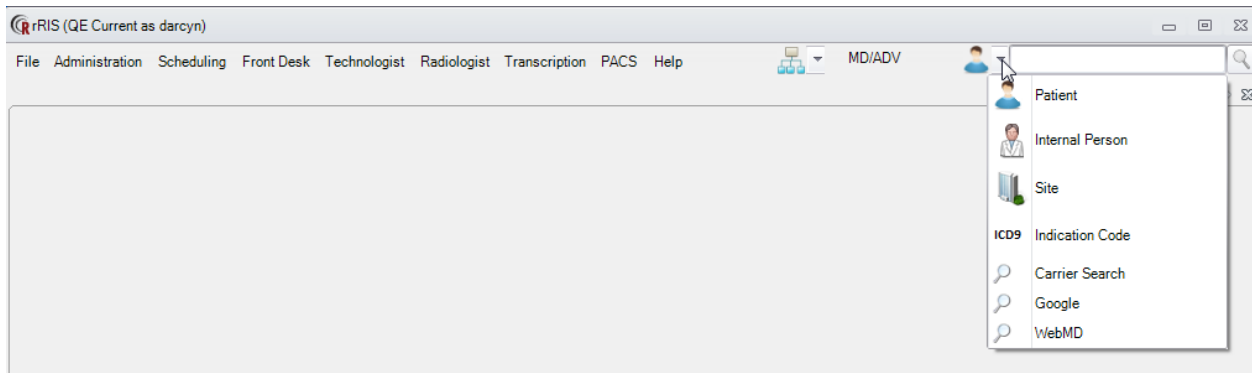 rRIS (QE Current as darcyn)
File Administration Scheduling Front Desk Technologist Radiologist Transcription PACS Help MD/ADV
Patient
Internal Person
Site
ICD9 Indication Code
Carrier Search
Google
WebMD